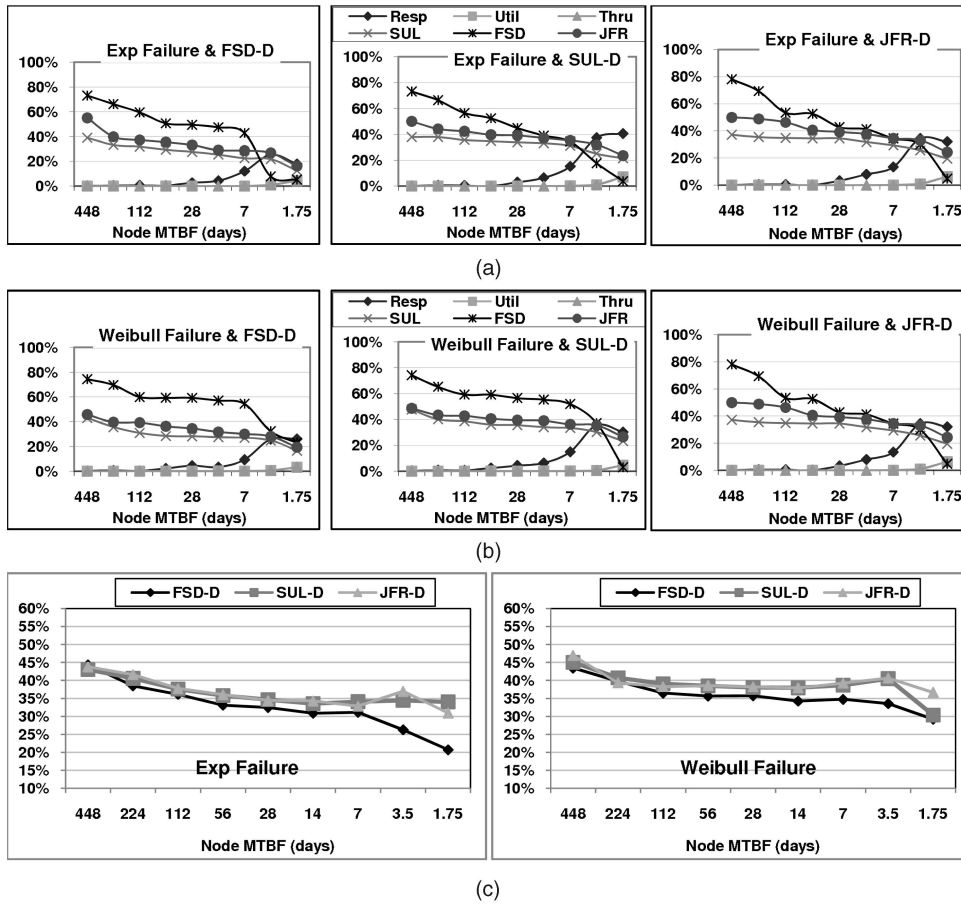 Exp Failure & FSD-D
100%
80%
60%
40%
20%
0%
448 112 28 7 1.75
Node MTBF (days)
Resp Util Thru
SUL FSD JFR
Exp Failure & SUL-D
100%
80%
60%
40%
20%
0%
448 112 28 7 1.75
Node MTBF (days)
Exp Failure & JFR-D
100%
80%
60%
40%
20%
0%
448 112 28 7 1.75
Node MTBF (days)
(a)
Weibull Failure & FSD-D
100%
80%
60%
40%
20%
0%
448 112 28 7 1.75
Node MTBF (days)
Resp Util Thru
SUL FSD JFR
Weibull Failure & SUL-D
100%
80%
60%
40%
20%
0%
448 112 28 7 1.75
Node MTBF (days)
Weibull Failure & JFR-D
100%
80%
60%
40%
20%
0%
448 112 28 7 1.75
Node MTBF (days)
(b)
FSD-D SUL-D JFR-D
60%
55%
50%
45%
40%
35%
30%
25%
20%
15%
10%
Exp Failure
448 224 112 56 28 14 7 3.5 1.75
Node MTBF (days)
FSD-D SUL-D JFR-D
60%
55%
50%
45%
40%
35%
30%
25%
20%
15%
10%
Weibull Failure
448 224 112 56 28 14 7 3.5 1.75
Node MTBF (days)
(c)